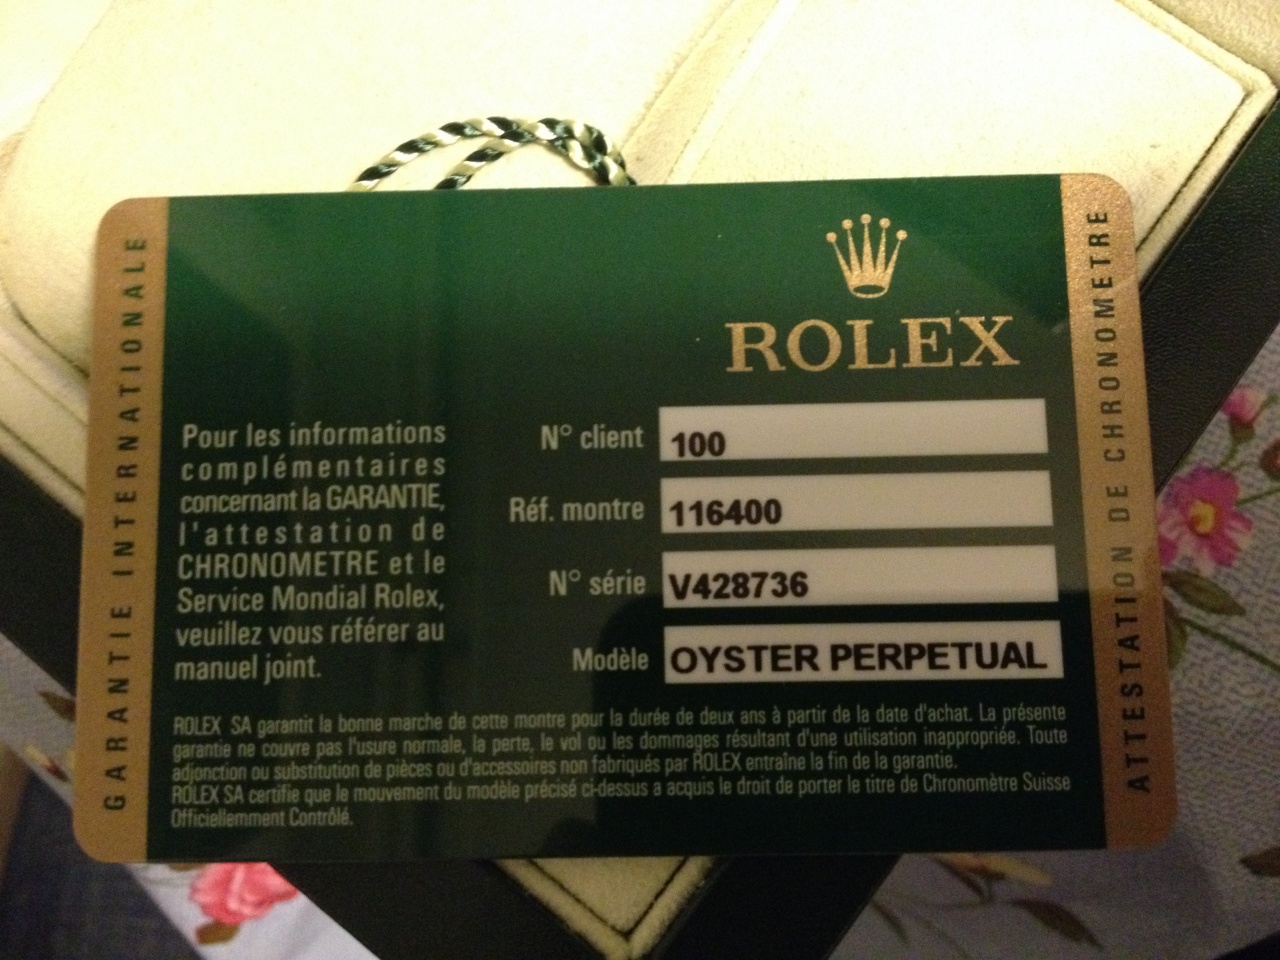 GARANTIE INTERNATIONALE
ROLEX
Pour les informations
complémentaires
concernant la GARANTIE,
l'attestation de
CHRONOMETRE et le
Service Mondial Rolex,
veuillez vous référer au
manuel joint.
N° client 100
Réf. montre 116400
N° série V428736
Modèle OYSTER PERPETUAL
ROLEX SA garantit la bonne marche de cette montre pour la durée de deux ans à partir de la date d'achat. La présente
garantie ne couvre pas l'usure normale, la perte, le vol ou les dommages résultant d'une utilisation inappropriée. Toute
adjonction ou substitution de pièces ou d'accessoires non fabriqués par ROLEX entraîne la fin de la garantie.
ROLEX SA certifie que le mouvement du modèle précisé ci-dessus a acquis le droit de porter le titre de Chronomètre Suisse
Officiellemment Contrôlé.
ATTESTATION DE CHRONOMETRE